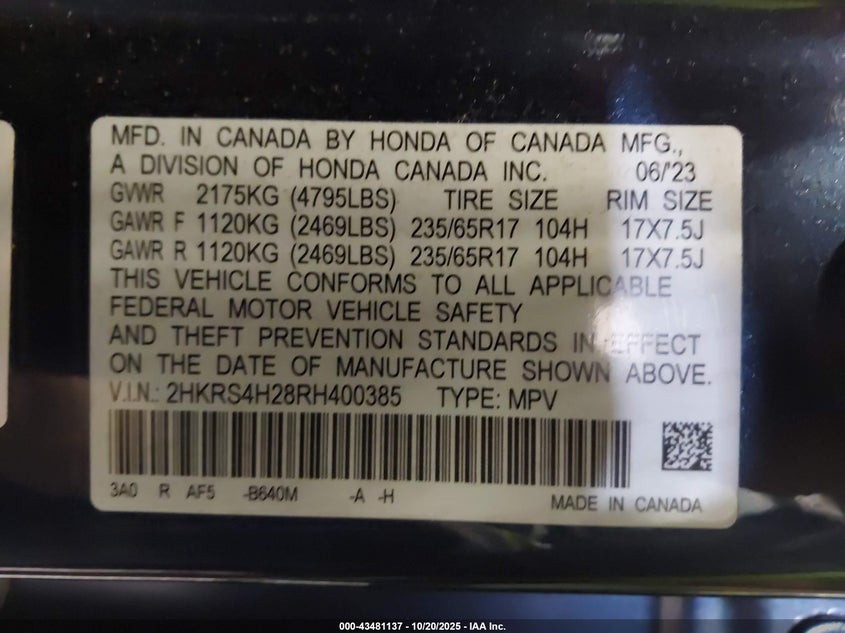 MFD. IN CANADA BY HONDA OF CANADA MFG.,
A DIVISION OF HONDA CANADA INC. 06/'23
GVWR 2175KG (4795LBS) TIRE SIZE RIM SIZE
GAWR F 1120KG (2469LBS) 235/65R17 104H 17X7.5J
GAWR R 1120KG (2469LBS) 235/65R17 104H 17X7.5J
THIS VEHICLE CONFORMS TO ALL APPLICABLE
FEDERAL MOTOR VEHICLE SAFETY
AND THEFT PREVENTION STANDARDS IN EFFECT
ON THE DATE OF MANUFACTURE SHOWN ABOVE.
V.I.N.: 2HKRS4H28RH400385 TYPE: MPV
3A0 R AF5 -B640M -A -H MADE IN CANADA
000-43481137 - 10/20/2025 - IAA Inc.